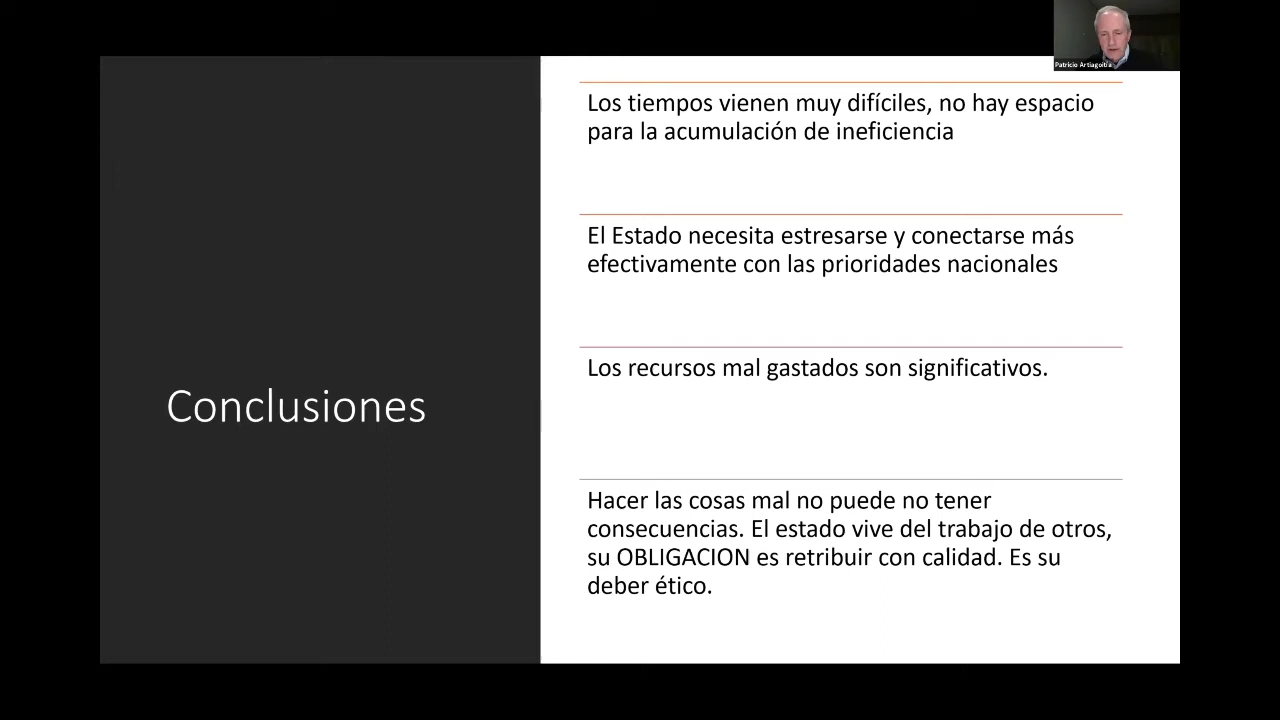 Patricio Artiagoitia
Los tiempos vienen muy difíciles, no hay espacio
para la acumulación de ineficiencia
El Estado necesita estresarse y conectarse más
efectivamente con las prioridades nacionales
Los recursos mal gastados son significativos.
Conclusiones
Hacer las cosas mal no puede no tener
consecuencias. El estado vive del trabajo de otros,
su OBLIGACION es retribuir con calidad. Es su
deber ético.